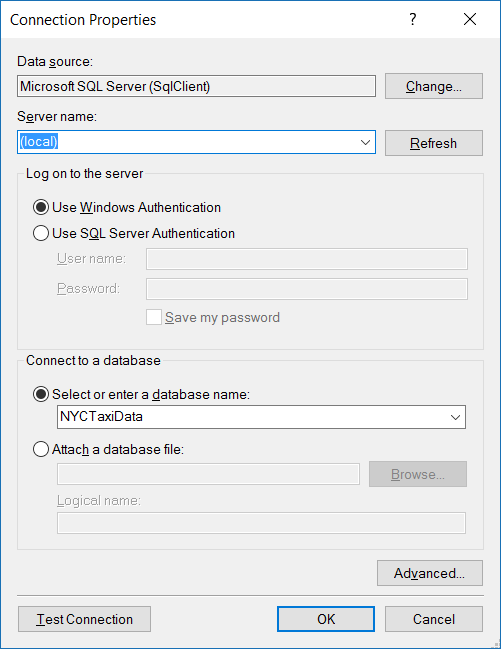 Connection Properties
?
Data source:
Microsoft SQL Server (SqlClient)
Change...
Server name:
(local)
Refresh
Log on to the server
Use Windows Authentication
Use SQL Server Authentication
User name:
Password:
Save my password
Connect to a database
Select or enter a database name:
NYCTaxiData
Attach a database file:
Browse...
Logical name:
Advanced...
Test Connection
OK
Cancel